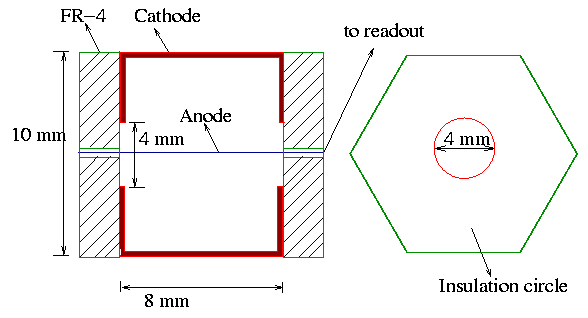 FR-4
Cathode
to readout
Anode
10 mm
4 mm
4 mm
8 mm
Insulation circle